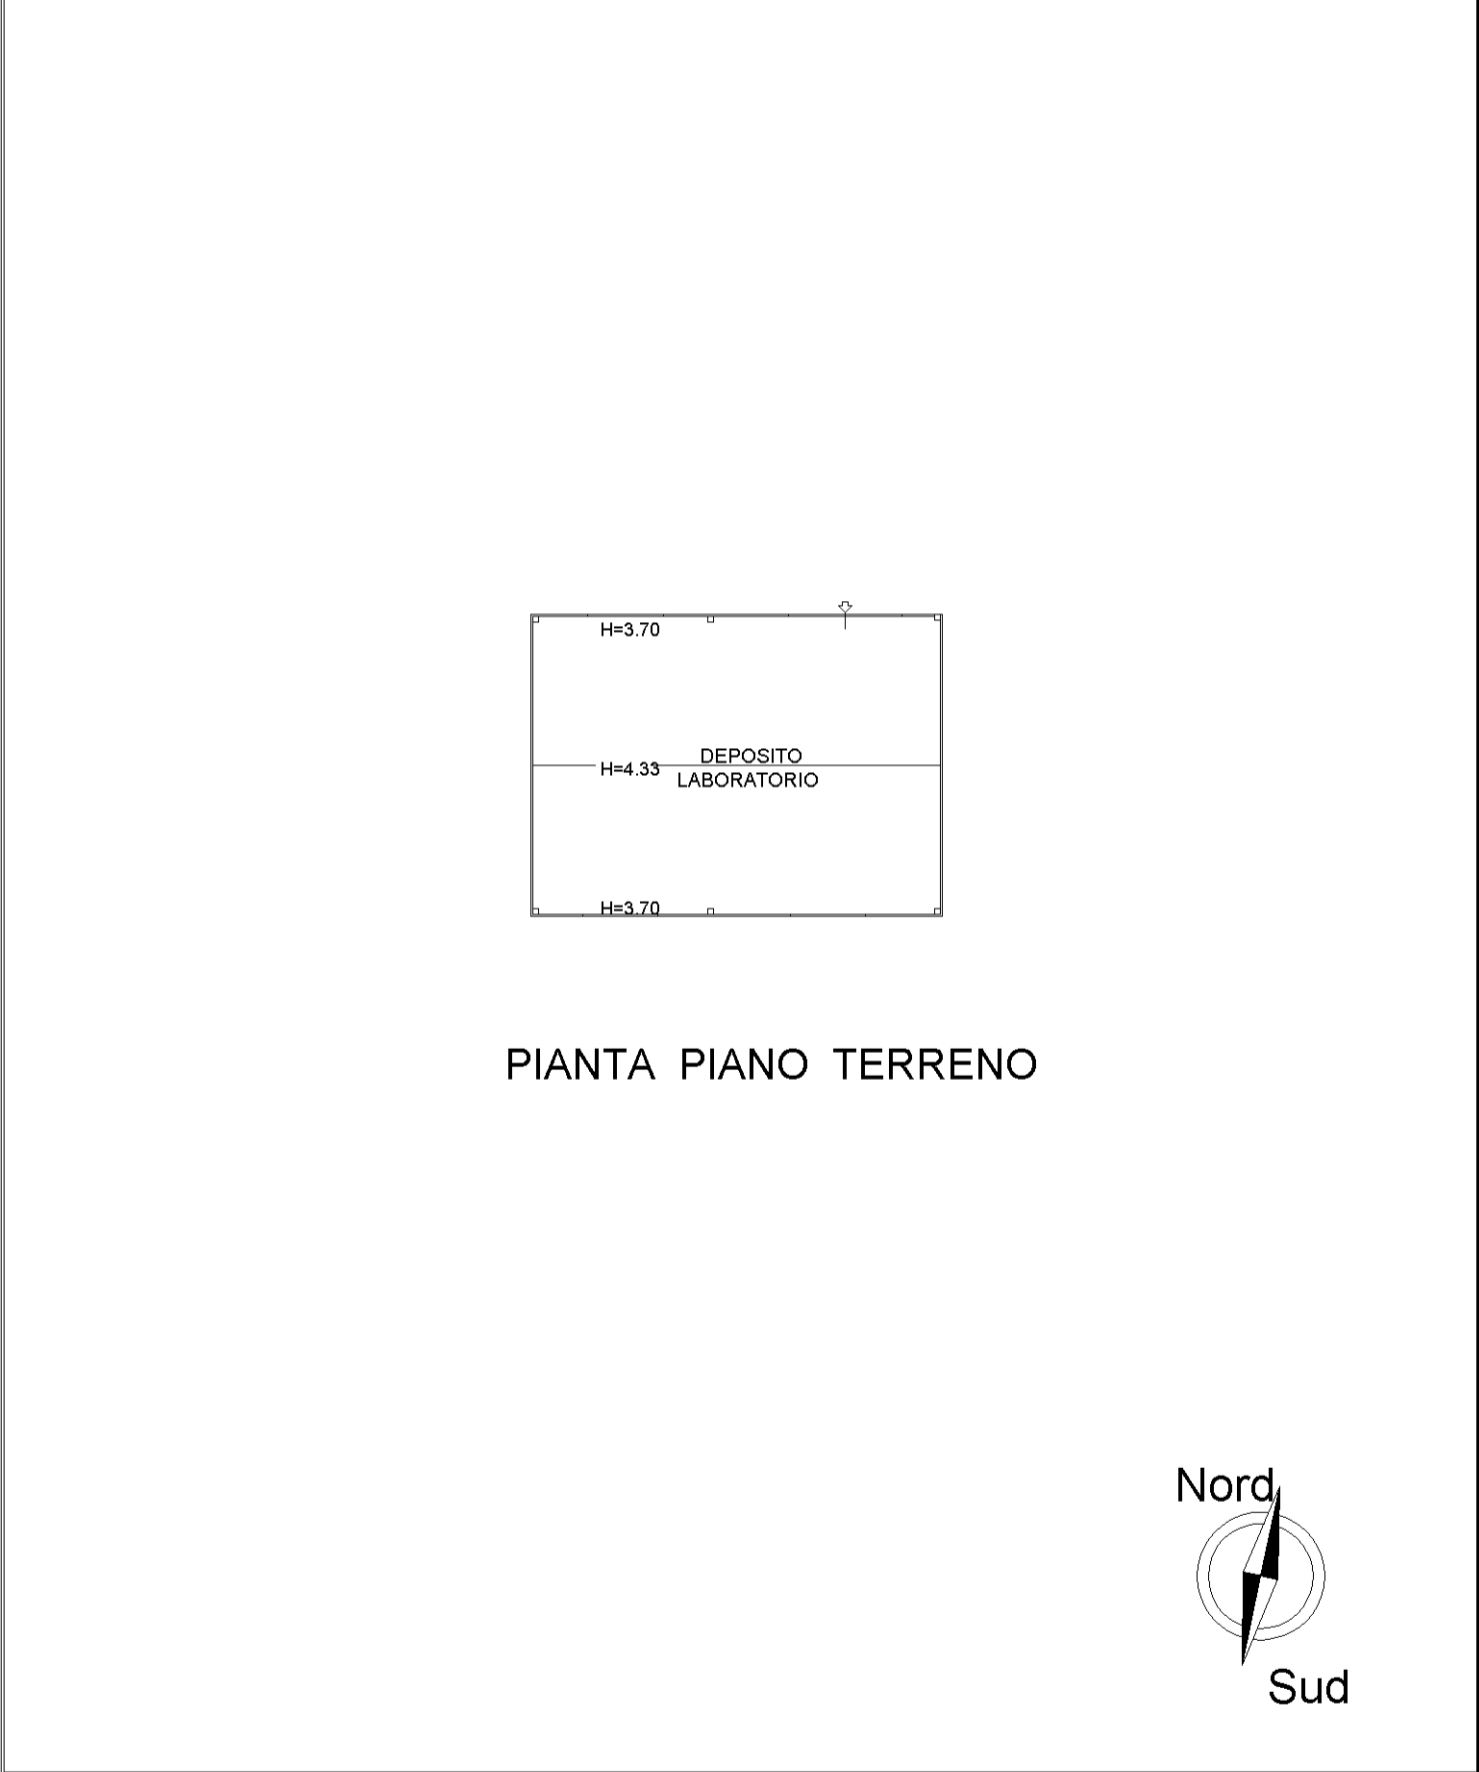 H=3.70
DEPOSITO
H=4.33
LABORATORIO
H=3.70
PIANTA PIANO TERRENO
Nord
Sud